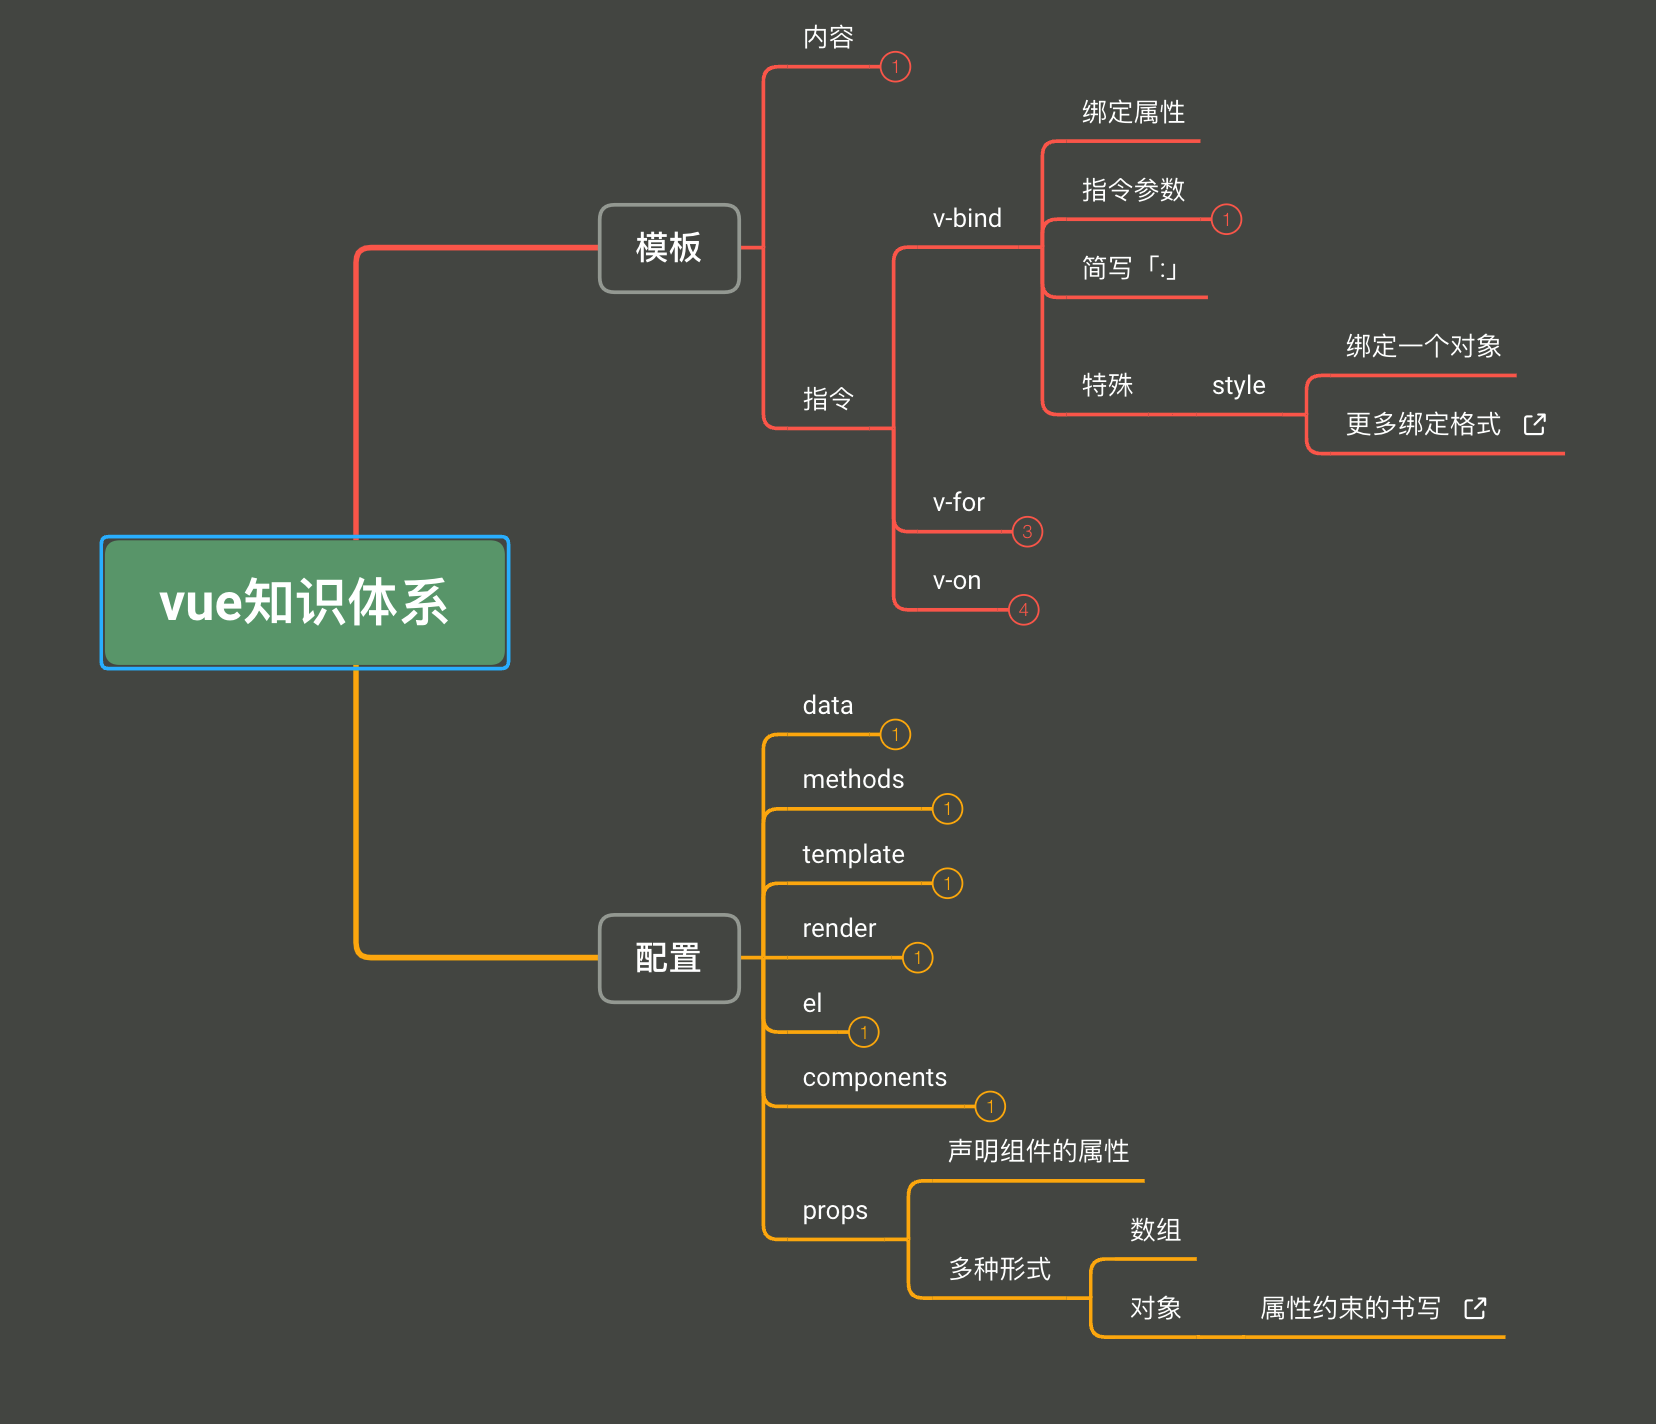 内容
1
绑定属性
指令参数
1
v-bind
简写「:」
模板
绑定一个对象
特殊
style
指令
更多绑定格式
v-for
3
v-on
4
vue知识体系
data
1
methods
1
template
1
render
1
配置
el
1
components
1
声明组件的属性
props
数组
多种形式
对象
属性约束的书写